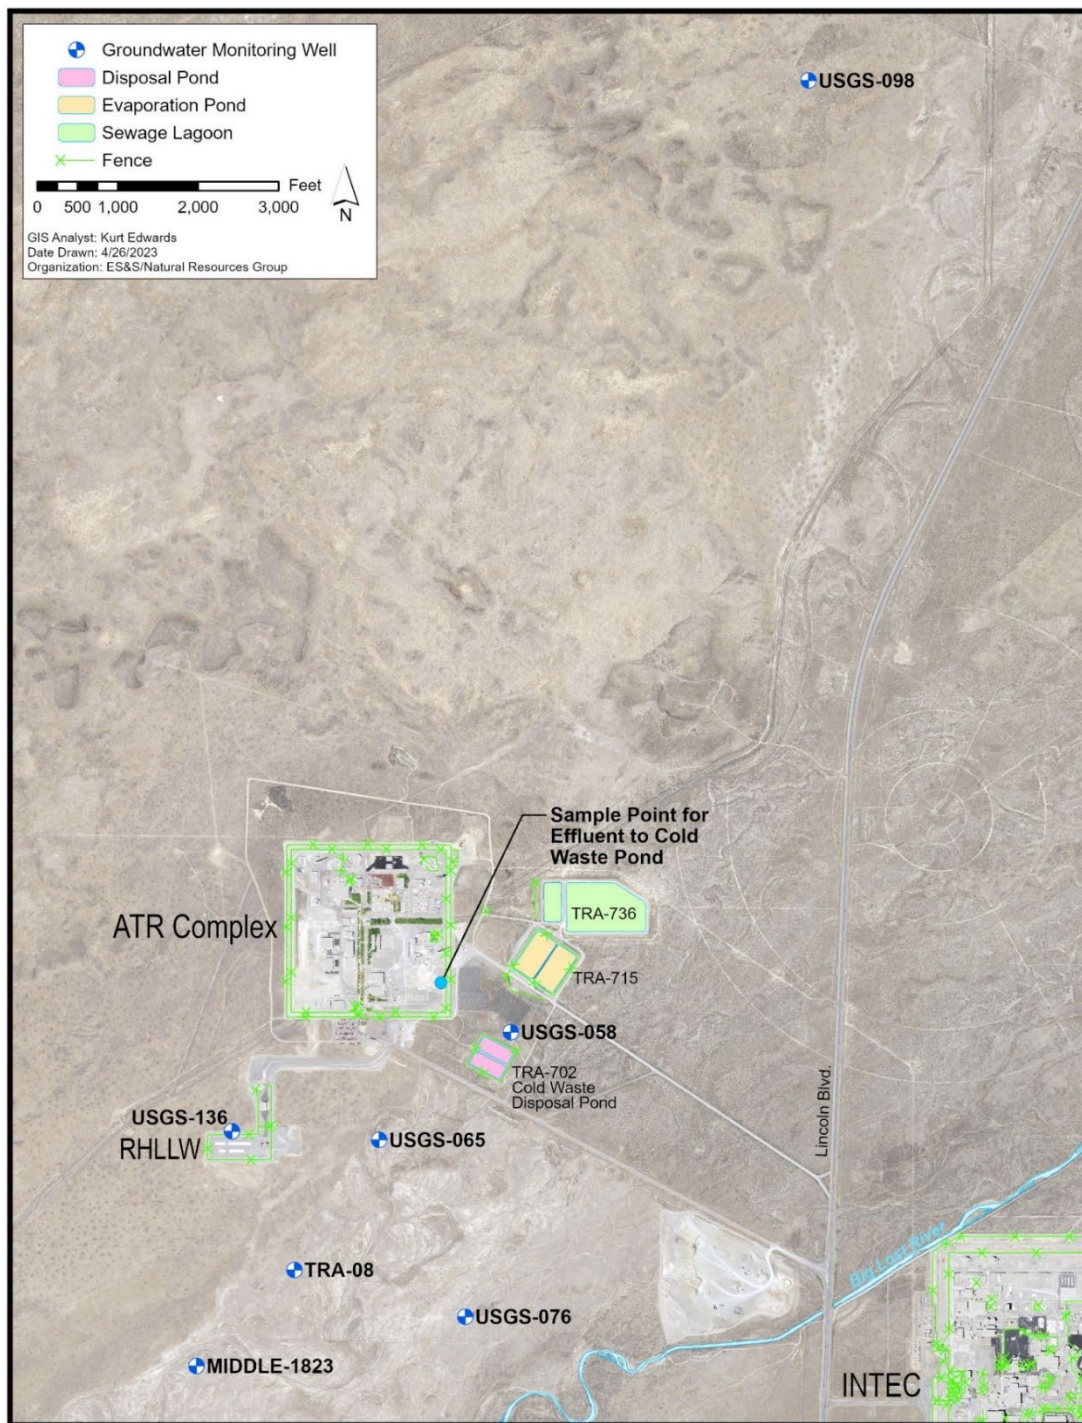 Groundwater Monitoring Well
Disposal Pond
Evaporation Pond
Sewage Lagoon
Fence
Feet
0 500 1,000 2,000 3,000
N
GIS Analyst: Kurt Edwards
Date Drawn: 4/26/2023
Organization: ES&S/Natural Resources Group
USGS-098
Sample Point for
Effluent to Cold
Waste Pond
ATR Complex
TRA-736
TRA-715
USGS-058
TRA-702
Cold Waste
Disposal Pond
USGS-136
RHLLW
USGS-065
Lincoln Blvd.
Big Lost River
TRA-08
USGS-076
MIDDLE-1823
INTEC